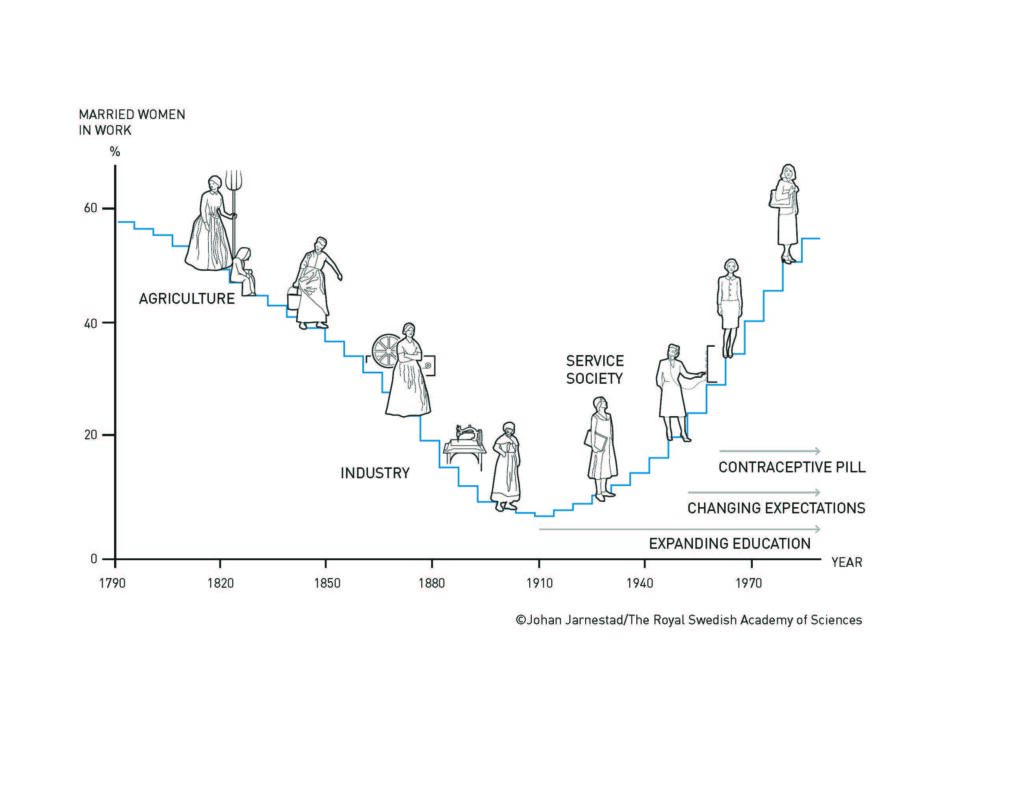 MARRIED WOMEN
IN WORK
%
60
40
20
0
AGRICULTURE
INDUSTRY
SERVICE
SOCIETY
CONTRACEPTIVE PILL
CHANGING EXPECTATIONS
EXPANDING EDUCATION
YEAR
1790 1820 1850 1880 1910 1940 1970
©Johan Jarnestad/The Royal Swedish Academy of Sciences